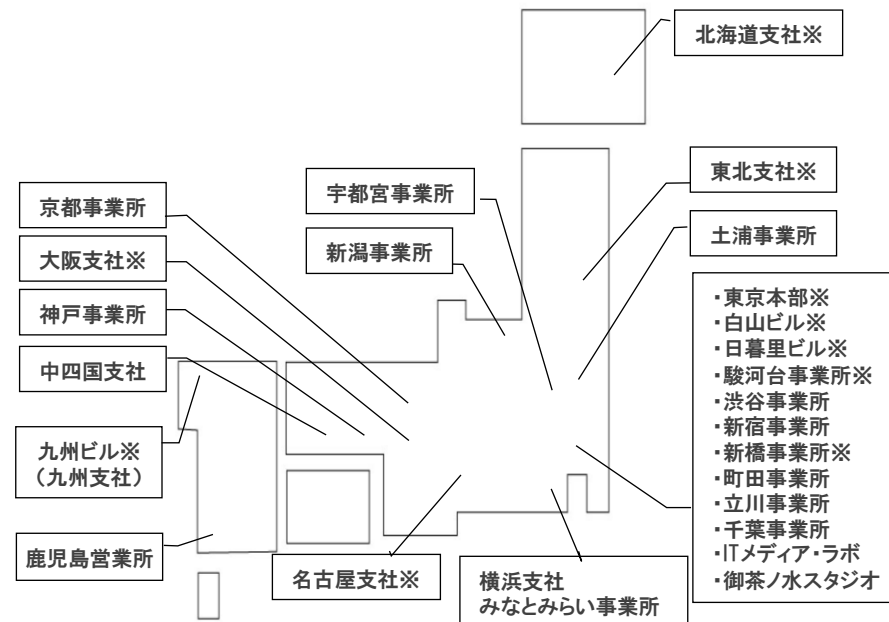 北海道支社※
東北支社※
土浦事業所
宇都宮事業所
新潟事業所
京都事業所
大阪支社※
神戸事業所
中四国支社
九州ビル※
（九州支社）
鹿児島営業所
名古屋支社※
横浜支社
みなとみらい事業所
・東京本部※
・白山ビル※
・日暮里ビル※
・駿河台事業所※
・渋谷事業所
・新宿事業所
・新橋事業所※
・町田事業所
・立川事業所
・千葉事業所
・ITメディア・ラボ
・御茶ノ水スタジオ